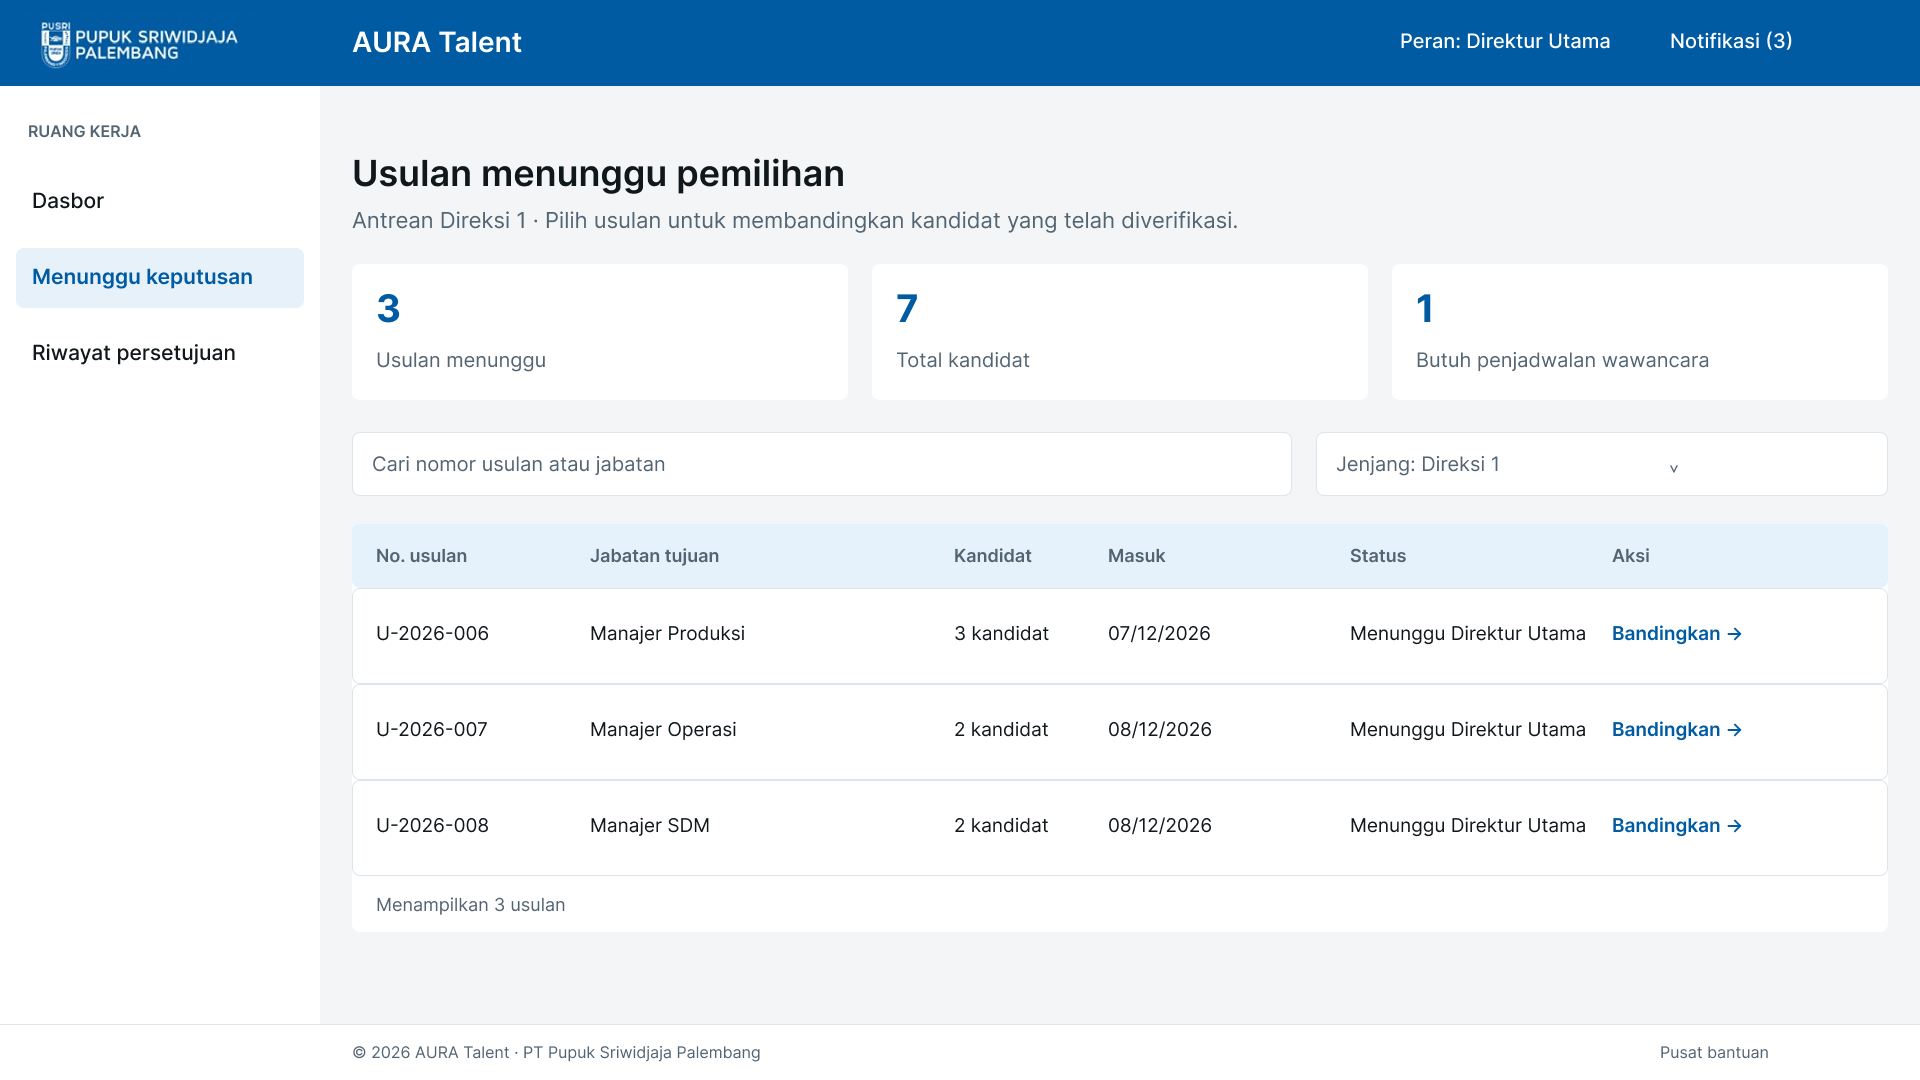 PUSRI
PUPUK SRIWIDJAJA
PALEMBANG
AURA Talent
Peran: Direktur Utama
Notifikasi (3)
RUANG KERJA
Dasbor
Menunggu keputusan
Riwayat persetujuan
Usulan menunggu pemilihan
Antrean Direksi 1 · Pilih usulan untuk membandingkan kandidat yang telah diverifikasi.
3
Usulan menunggu
7
Total kandidat
1
Butuh penjadwalan wawancara
Cari nomor usulan atau jabatan
Jenjang: Direksi 1
No. usulan Jabatan tujuan Kandidat Masuk Status Aksi
U-2026-006 Manajer Produksi 3 kandidat 07/12/2026 Menunggu Direktur Utama Bandingkan →
U-2026-007 Manajer Operasi 2 kandidat 08/12/2026 Menunggu Direktur Utama Bandingkan →
U-2026-008 Manajer SDM 2 kandidat 08/12/2026 Menunggu Direktur Utama Bandingkan →
Menampilkan 3 usulan
© 2026 AURA Talent · PT Pupuk Sriwidjaja Palembang
Pusat bantuan